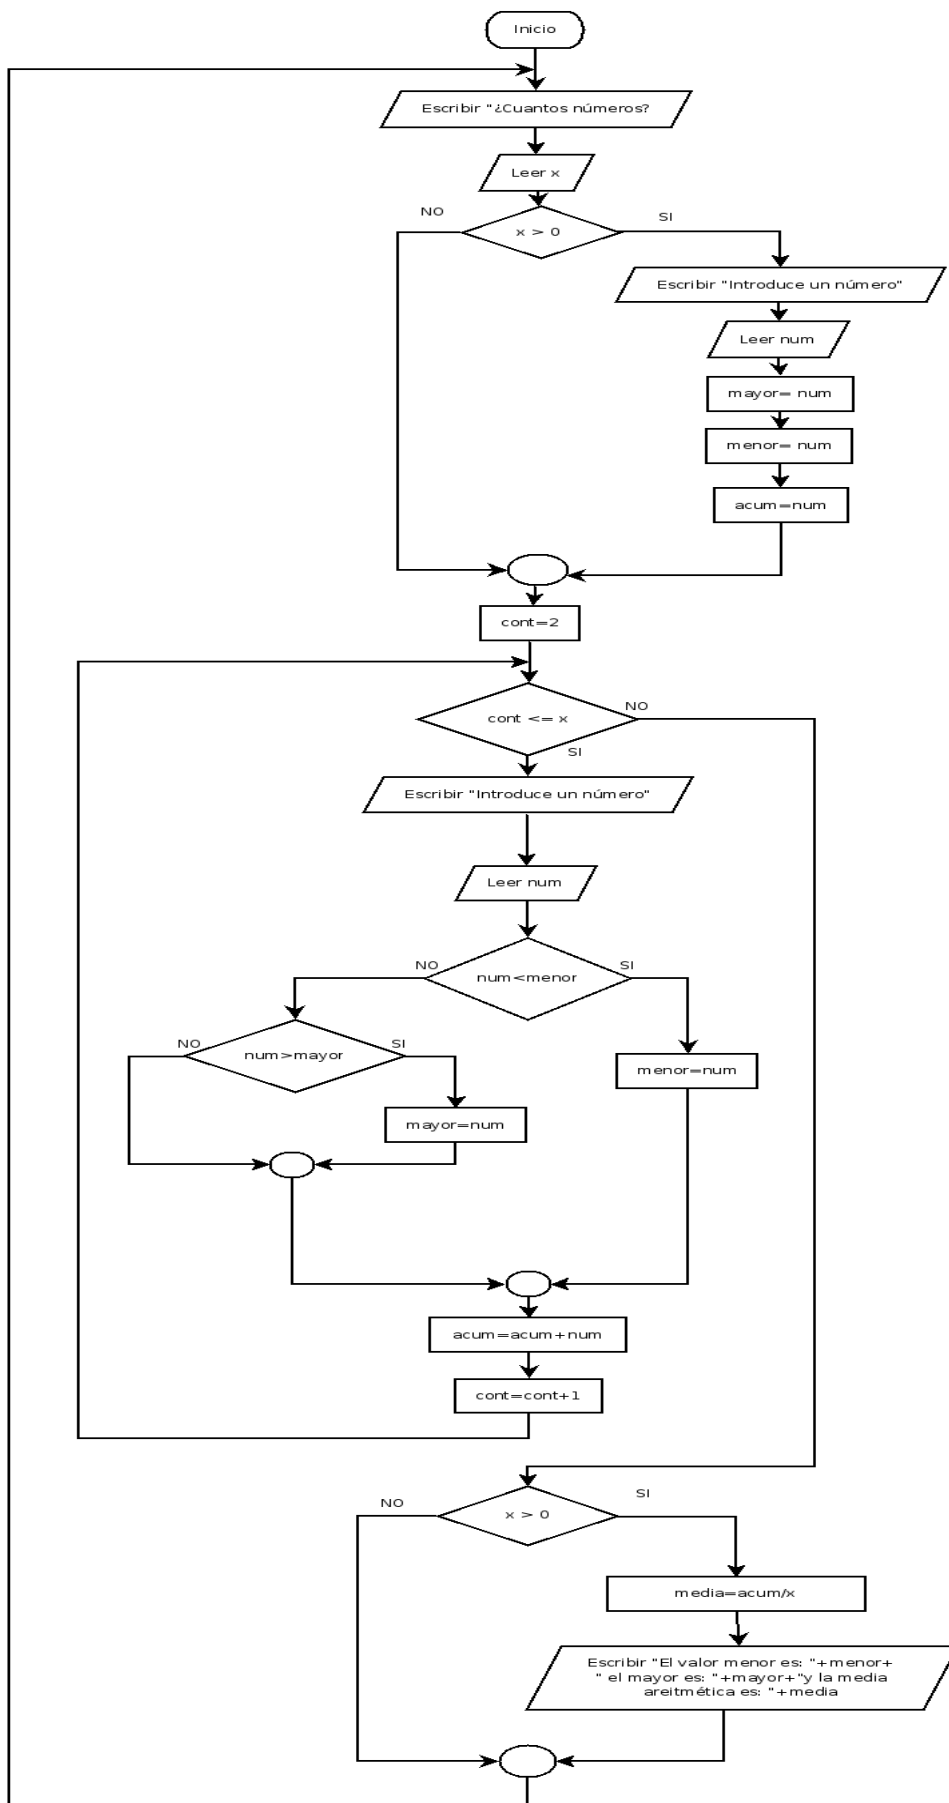 Inicio
Escribir "¿Cuantos números?
Leer x
NO
SI
x > 0
Escribir "Introduce un número"
Leer num
mayor= num
menor= num
acum=num
cont=2
cont <= x
NO
SI
Escribir "Introduce un número"
Leer num
NO
num<menor
SI
NO
num>mayor
SI
menor=num
mayor=num
acum=acum+num
cont=cont+1
NO
SI
x > 0
media=acum/x
Escribir "El valor menor es: "+menor+
" el mayor es: "+mayor+"y la media
areitmética es: "+media